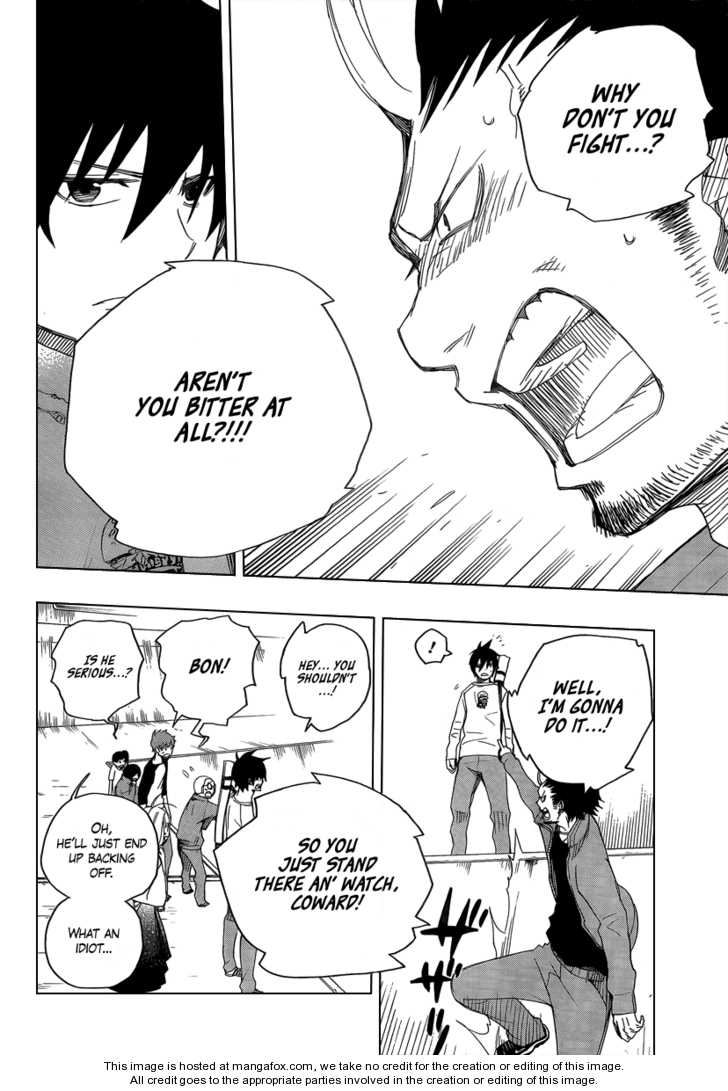 WHY
DON'T YOU
FIGHT...?
AREN'T
YOU BITTER AT
ALL?!!!
!
WELL,
I'M GONNA
DO IT...!
HEY... YOU
SHOULDN'T
...!
BON!
IS HE
SERIOUS...?
SO YOU
JUST STAND
THERE AN' WATCH,
COWARD!
OH,
HE'LL JUST END
UP BACKING
OFF.
WHAT AN
IDIOT...
This image is hosted at mangafox.com, we take no credit for the creation or editing of this image.
All credit goes to the appropriate parties involved in the creation or editing of this image.